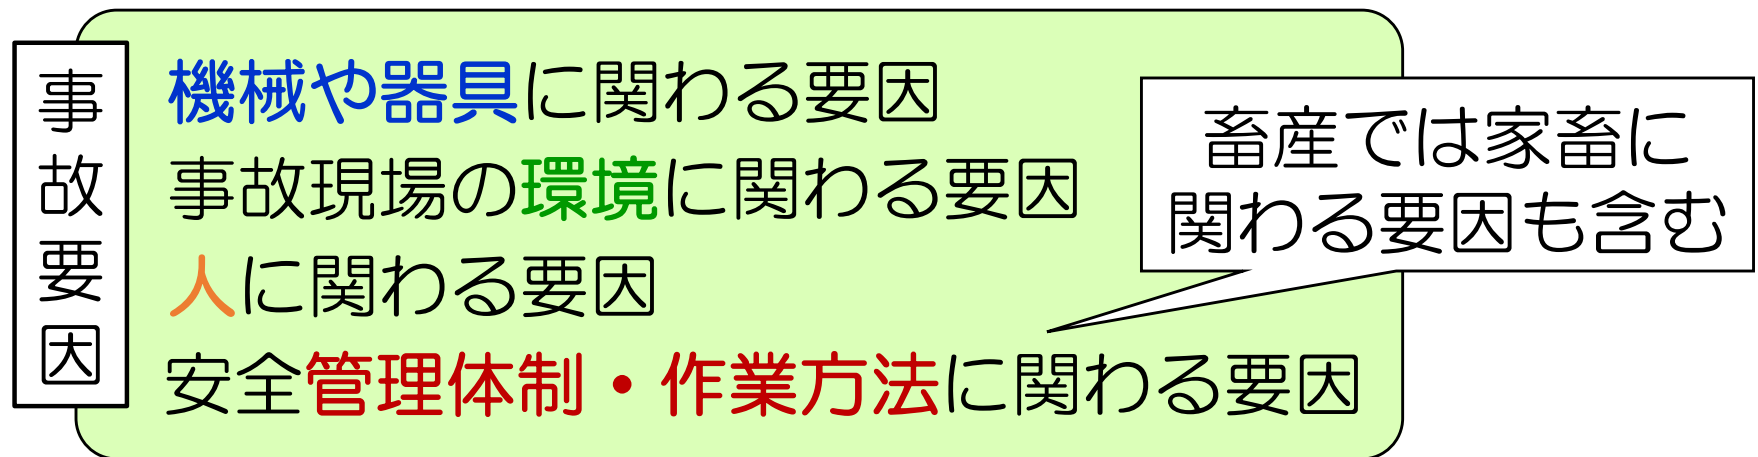 事故要因
機械や器具に関わる要因
事故現場の環境に関わる要因
人に関わる要因
安全管理体制・作業方法に関わる要因
畜産では家畜に
関わる要因も含む